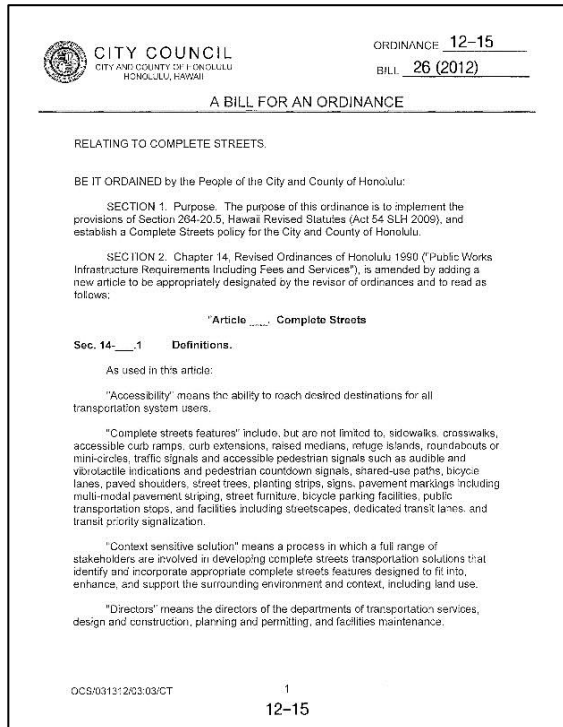 CITY COUNCIL
CITY AND COUNTY OF HONOLULU
HONOLULU, HAWAII
ORDINANCE 12-15
BILL 26 (2012)
A BILL FOR AN ORDINANCE
RELATING TO COMPLETE STREETS.
BE IT ORDAINED by the People of the City and County of Honolulu:
SECTION 1. Purpose. The purpose of this ordinance is to implement the
provisions of Section 264-20.5, Hawaii Revised Statutes (Act 54 SLH 2009), and
establish a Complete Streets policy for the City and County of Honolulu.
SECTION 2. Chapter 14, Revised Ordinances of Honolulu 1990 ("Public Works
Infrastructure Requirements Including Fees and Services"), is amended by adding a
new article to be appropriately designated by the revisor of ordinances and to read as
follows:
"Article ___. Complete Streets
Sec. 14-___.1 Definitions.
As used in this article:
"Accessibility" means the ability to reach desired destinations for all
transportation system users.
"Complete streets features" include, but are not limited to, sidewalks, crosswalks,
accessible curb ramps, curb extensions, raised medians, refuge islands, roundabouts or
mini-circles, traffic signals and accessible pedestrian signals such as audible and
vibrotactile indications and pedestrian countdown signals, shared-use paths, bicycle
lanes, paved shoulders, street trees, planting strips, signs, pavement markings including
multi-modal pavement striping, street furniture, bicycle parking facilities, public
transportation stops, and facilities including streetscapes, dedicated transit lanes, and
transit priority signalization.
"Context sensitive solution" means a process in which a full range of
stakeholders are involved in developing complete streets transportation solutions that
identify and incorporate appropriate complete streets features designed to fit into,
enhance, and support the surrounding environment and context, including land use.
"Directors" means the directors of the departments of transportation services,
design and construction, planning and permitting, and facilities maintenance.
OCS/031312/03:03/CT
1
12-15